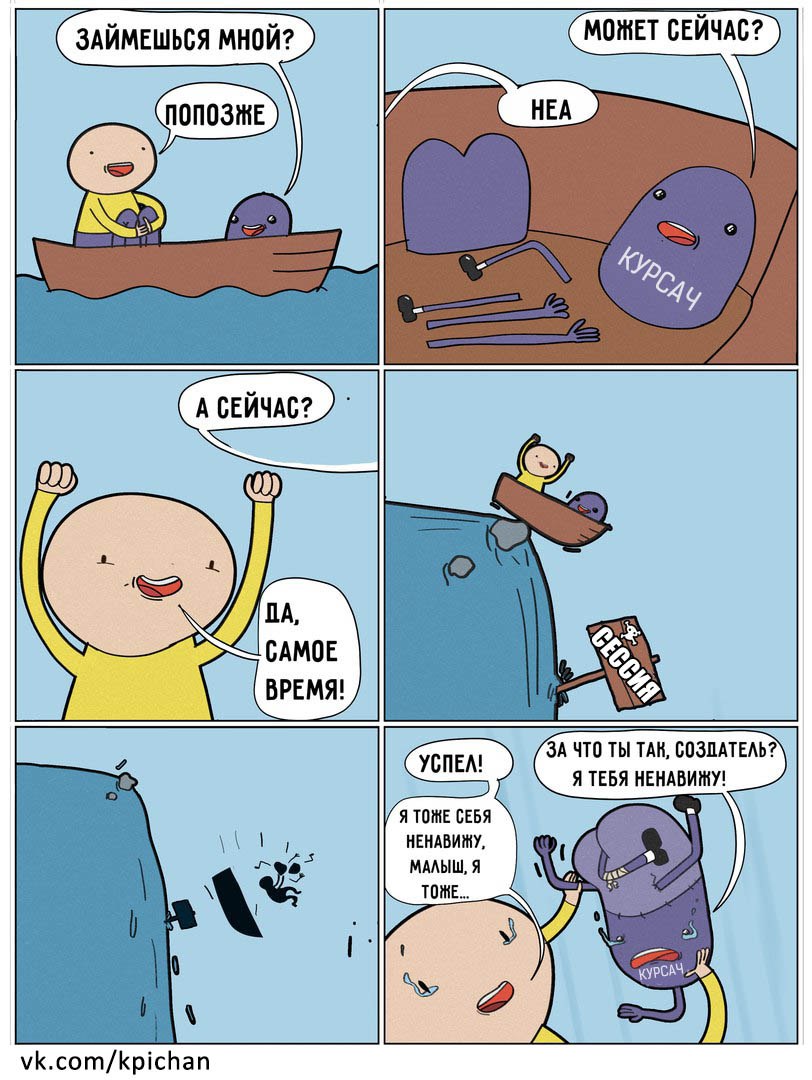 ЗАЙМЕШЬСЯ МНОЙ?
ПОПОЗЖЕ
МОЖЕТ СЕЙЧАС?
НЕА
КУРСАЧ
А СЕЙЧАС?
ДА,
САМОЕ
ВРЕМЯ!
СЕССИЯ
УСПЕЛ!
Я ТОЖЕ СЕБЯ
НЕНАВИЖУ,
МАЛЫШ, Я
ТОЖЕ...
ЗА ЧТО ТЫ ТАК, СОЗДАТЕЛЬ?
Я ТЕБЯ НЕНАВИЖУ!
КУРСАЧ
vk.com/kpichan